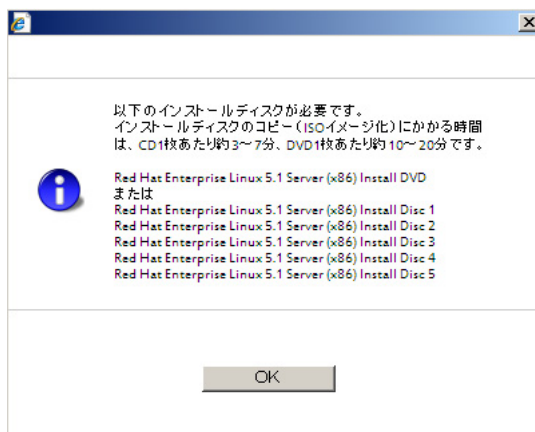 以下のインストールディスクが必要です。
インストールディスクのコピー(ISOイメージ化)にかかる時間
は、CD1枚あたり約3～7分、DVD1枚あたり約10～20分です。
Red Hat Enterprise Linux 5.1 Server (x86) Install DVD
または
Red Hat Enterprise Linux 5.1 Server (x86) Install Disc 1
Red Hat Enterprise Linux 5.1 Server (x86) Install Disc 2
Red Hat Enterprise Linux 5.1 Server (x86) Install Disc 3
Red Hat Enterprise Linux 5.1 Server (x86) Install Disc 4
Red Hat Enterprise Linux 5.1 Server (x86) Install Disc 5
OK